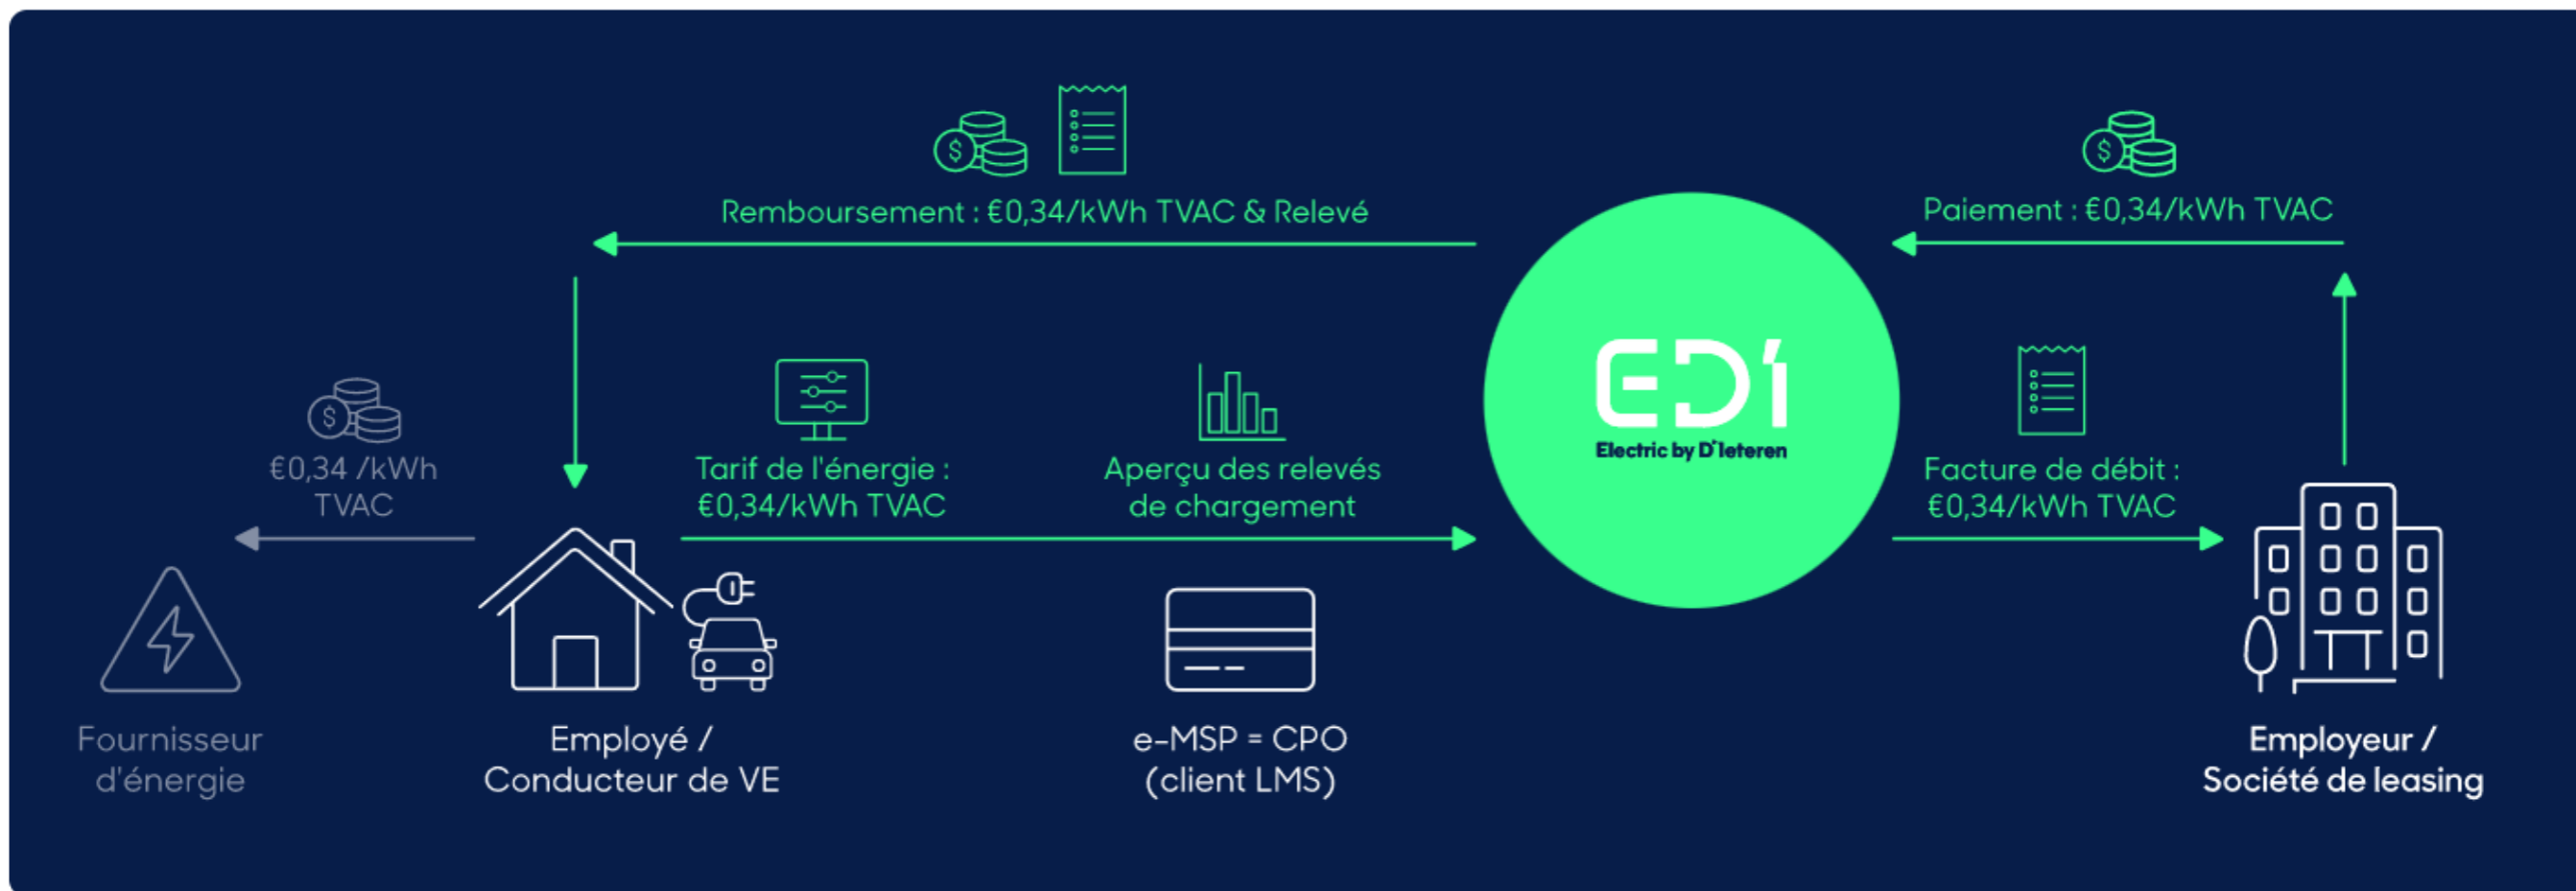 Remboursement : €0,34/kWh TVAC & Relevé
Paiement : €0,34/kWh TVAC
€0,34 /kWh
TVAC
Tarif de l'énergie :
€0,34/kWh TVAC
Aperçu des relevés
de chargement
EDi
Electric by D'Ieteren
Facture de débit :
€0,34/kWh TVAC
Fournisseur
d'énergie
Employé /
Conducteur de VE
e-MSP = CPO
(client LMS)
Employeur /
Société de leasing